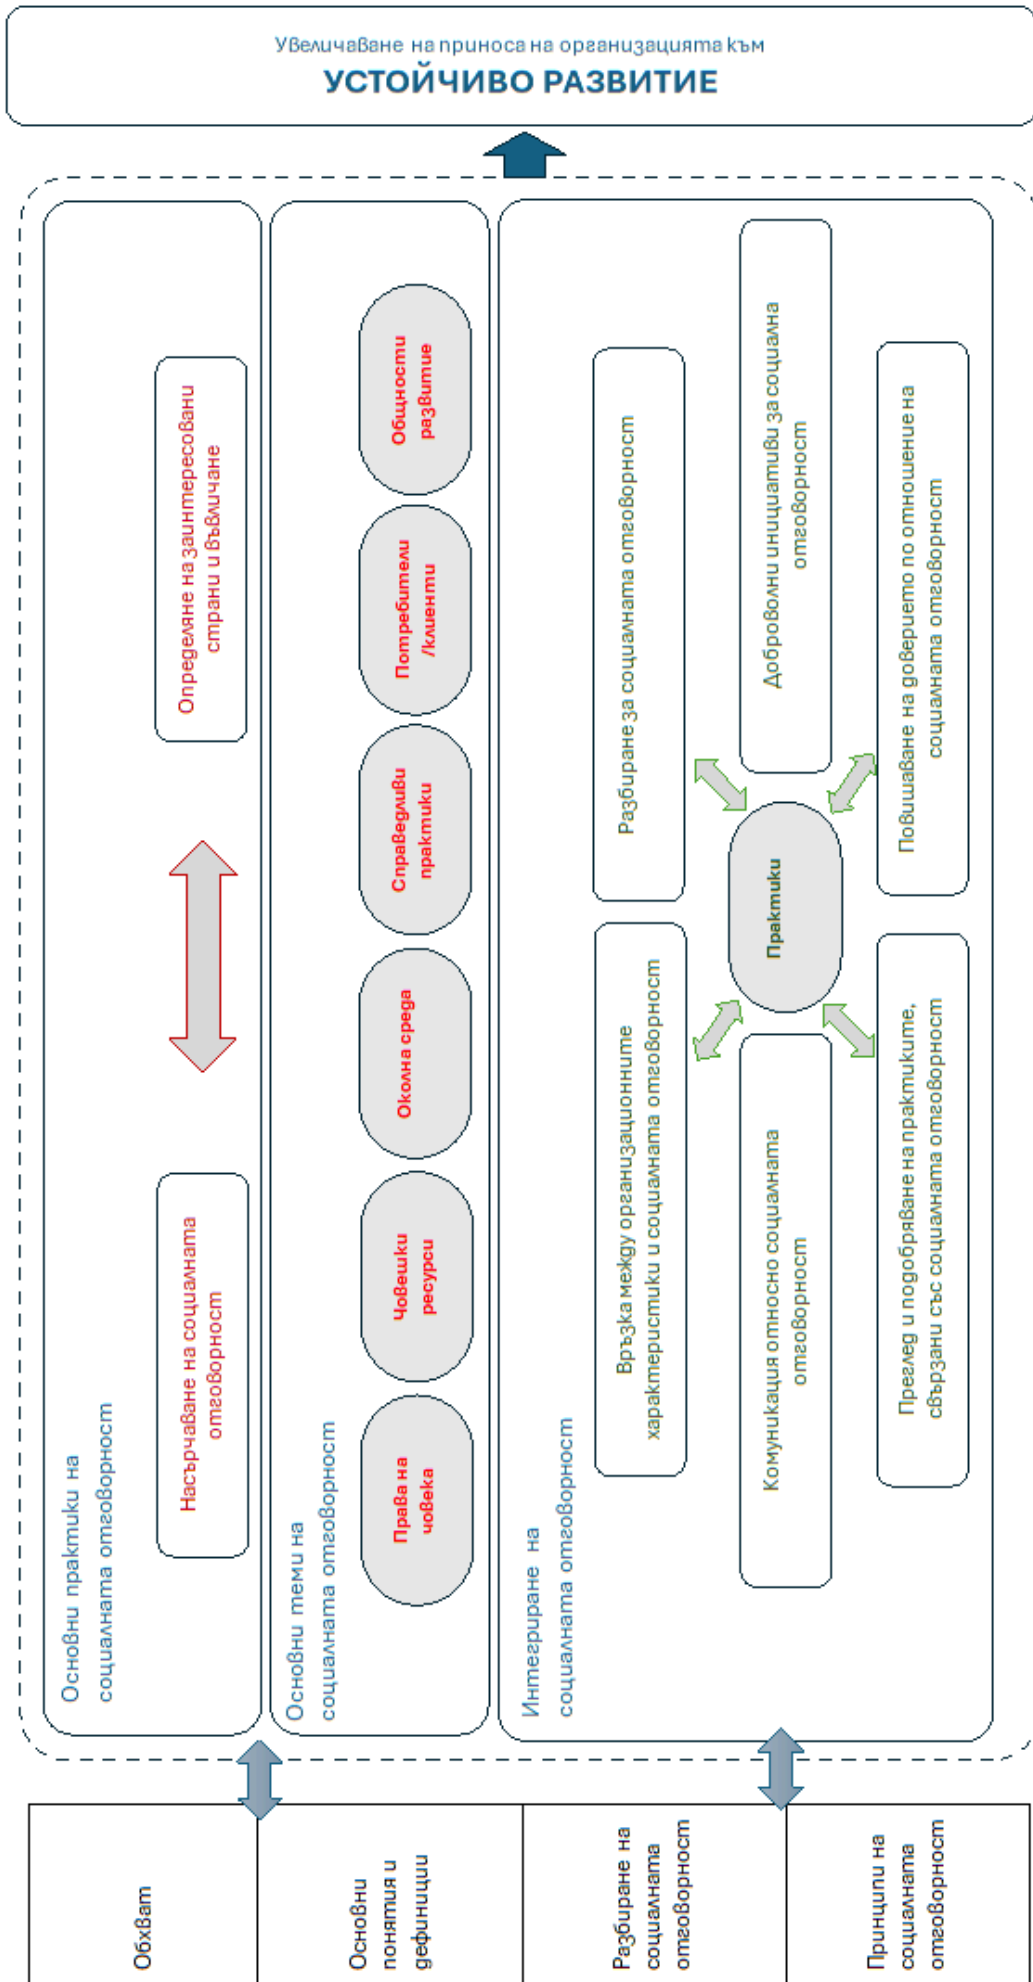 Увеличаване на приноса на организацията към
УСТОЙЧИВО РАЗВИТИЕ
Обхват
Основни
понятия и
дефиниции
Разбиране на
социалната
отговорност
Принципи на
социалната
отговорност
Основни практики на
социалната отговорност
Насърчаване на социалната
отговорност
Определяне на заинтересовани
страни и въвличане
Основни теми на
социалната отговорност
Права на
човека
Човешки
ресурси
Околна среда
Справедливи
практики
Потребители
/клиенти
Общности
развитие
Интегриране на
социалната отговорност
Връзка между организационните
характеристики и социалната отговорност
Разбиране за социалната отговорност
Комуникация относно социалната
отговорност
Практики
Доброволни инициативи за социална
отговорност
Преглед и подобряване на практиките,
свързани със социалната отговорност
Повишаване на доверието по отношение на
социалната отговорност